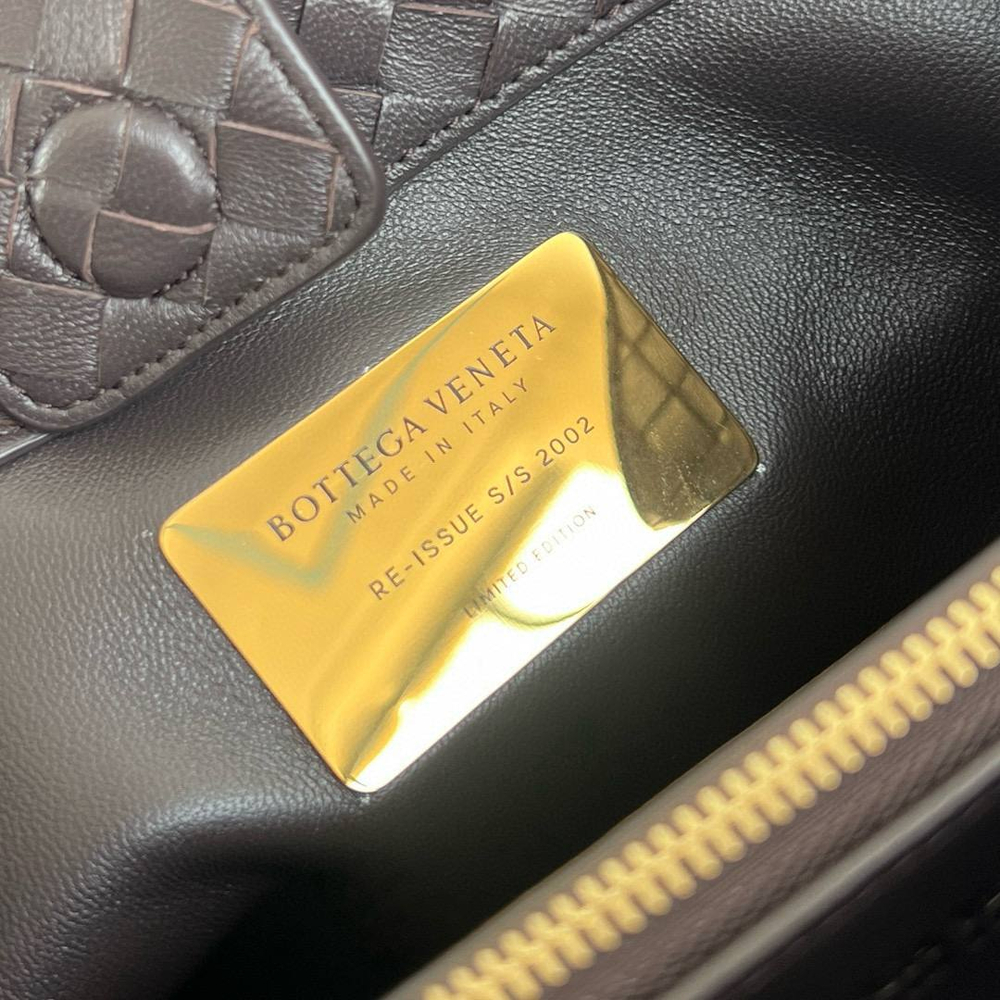 BOTTEGA VENETA
MADE IN ITALY
RE-ISSUE S/S 2002
LIMITED EDITION